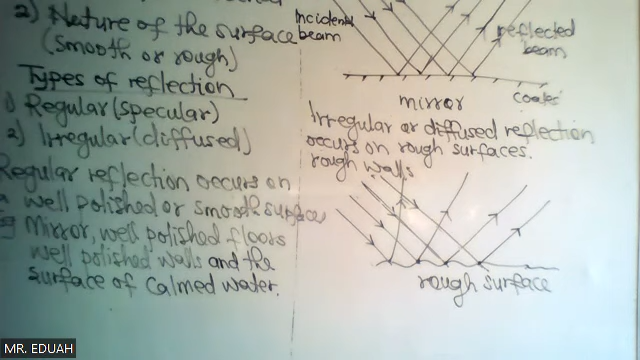 2) Nature of the surface
(smooth or rough)
Types of reflection
1) Regular (specular)
2) Irregular (diffused)
Regular reflection occurs on
a well polished or smooth surface
eg Mirror, well polished floors
well polished walls and the
surface of calmed water.
Incident
beam
reflected
beam
mirror
Irregular or diffused reflection
occurs on rough surfaces.
rough walls
rough surface
MR. EDUAH